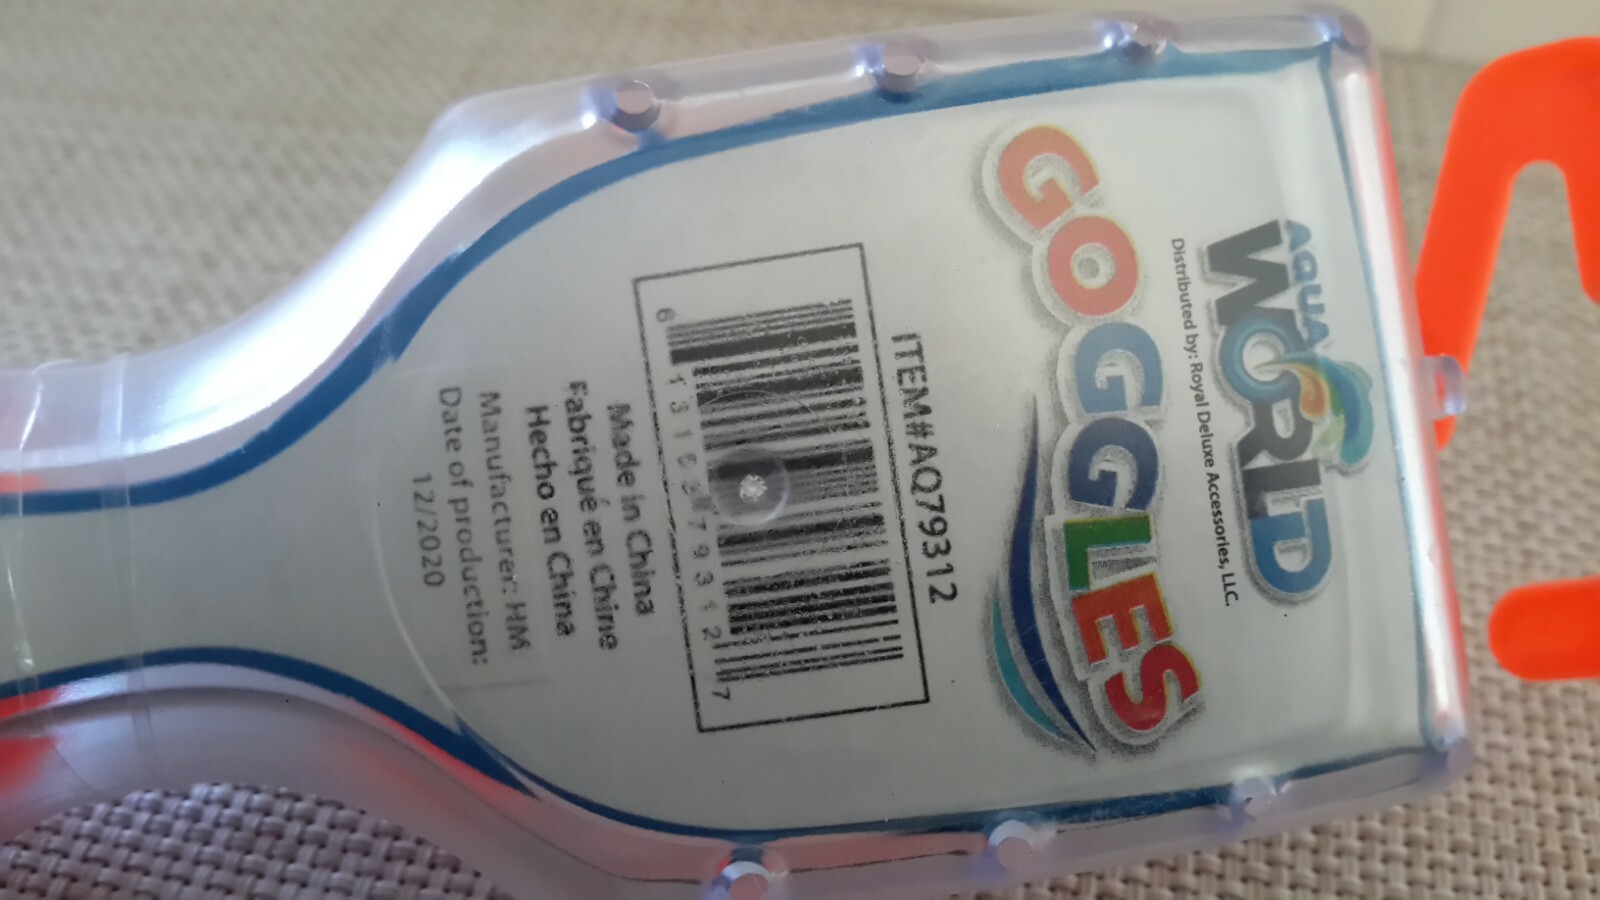 AQUA
WORLD
Distributed by: Royal Deluxe Accessories, LLC.
GOGGLES
ITEM#AQ79312
Made in China
Fabriqué en Chine
Hecho en China
Manufacturer: HM
Date of production:
12/2020